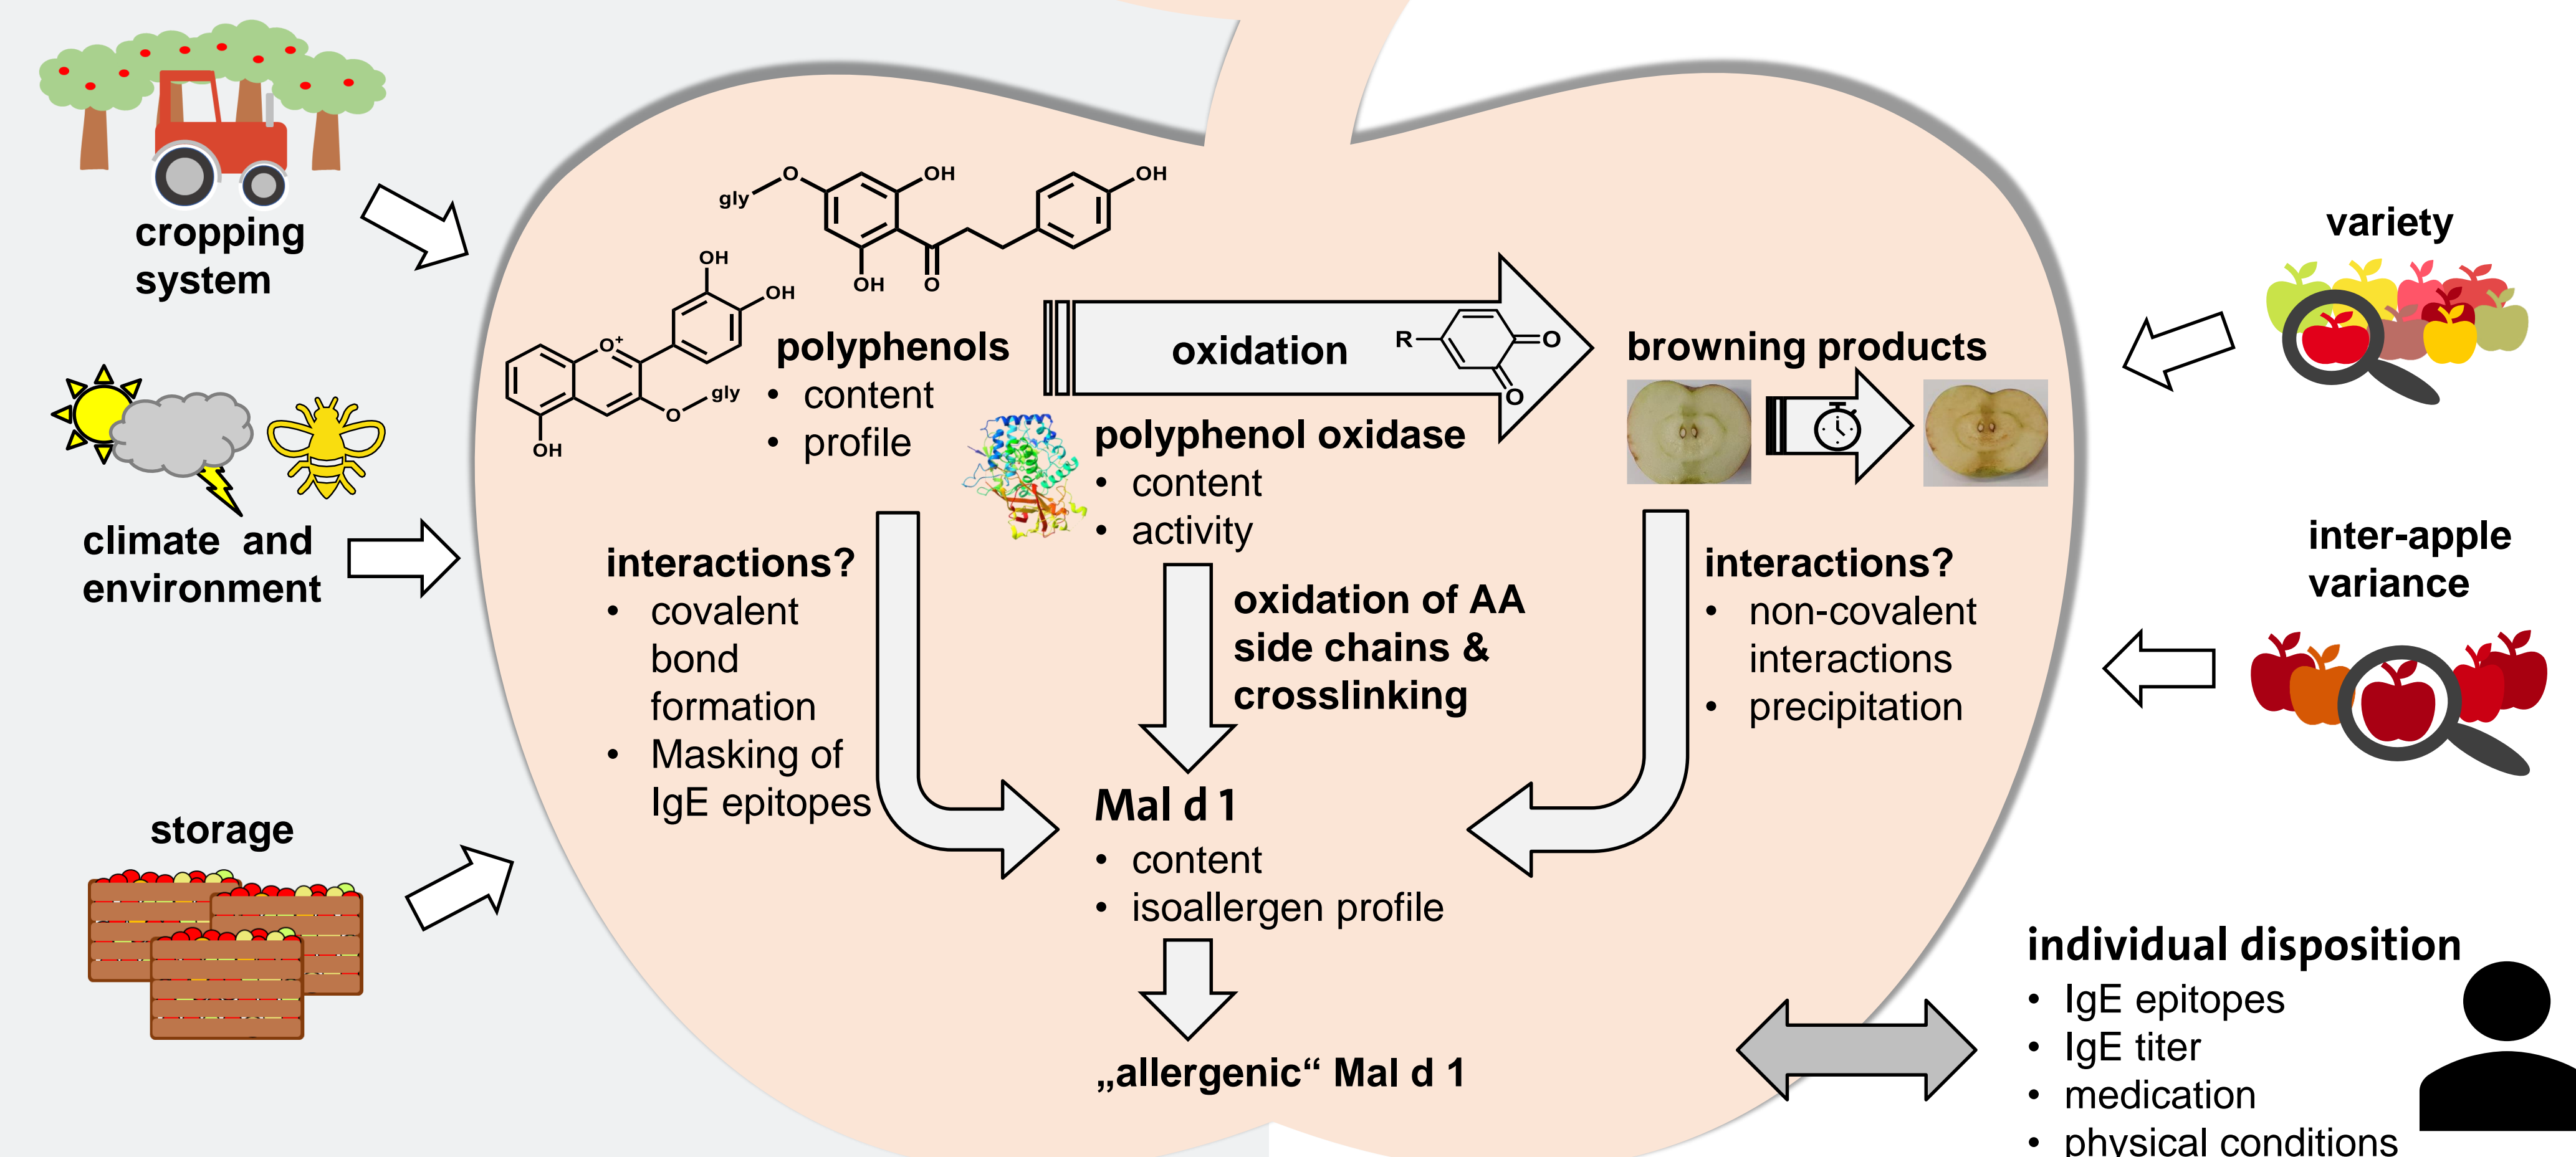 cropping
system
climate and
environment
storage
gly
O
OH
OH
OH
O
OH
OH
O+
gly
O
OH
polyphenols
• content
• profile
oxidation
R
O
O
browning products
polyphenol oxidase
• content
• activity
interactions?
• covalent
bond
formation
• Masking of
IgE epitopes
oxidation of AA
side chains &
crosslinking
interactions?
• non-covalent
interactions
• precipitation
Mal d 1
• content
• isoallergen profile
„allergenic“ Mal d 1
variety
inter-apple
variance
individual disposition
• IgE epitopes
• IgE titer
• medication
• physical conditions